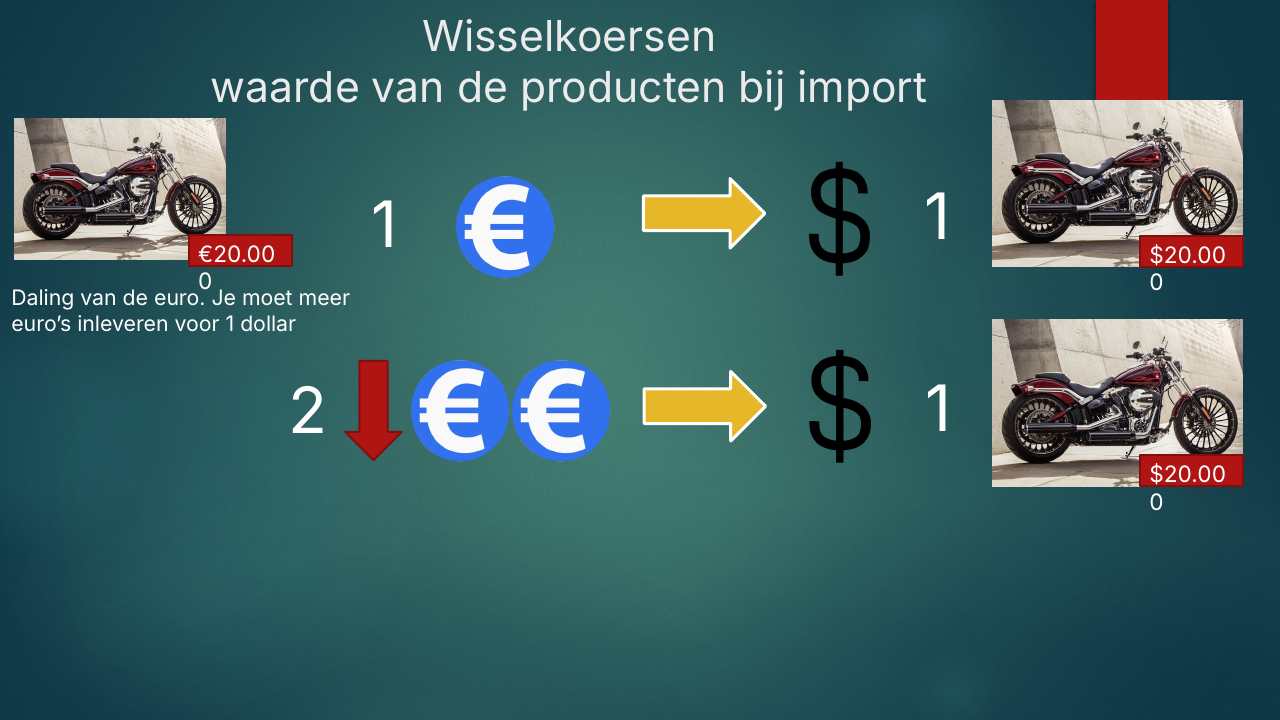 Wisselkoersen
waarde van de producten bij import
1 € $ 1
€20.00
0
$20.00
0
Daling van de euro. Je moet meer
euro’s inleveren voor 1 dollar
2 € € $ 1
$20.00
0